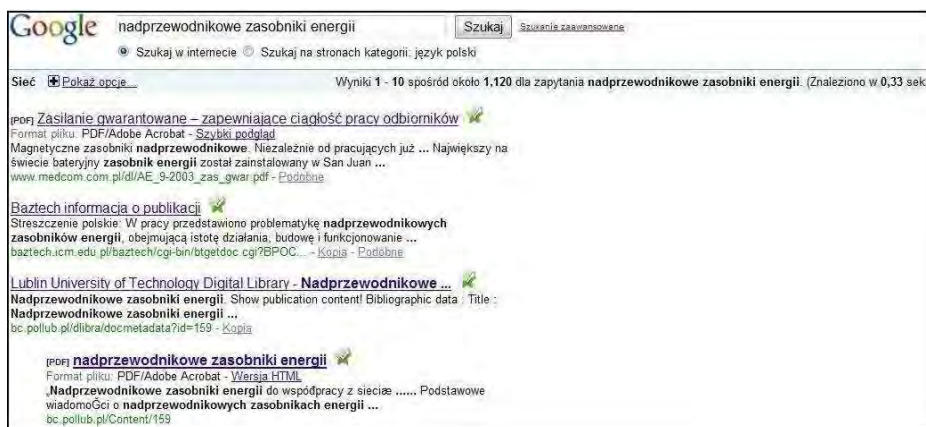 Google nadprzewodnikowe zasobniki energii Szukaj Szukanie zaawansowane
Szukaj w internecie Szukaj na stronach kategorii: język polski
Sieć Pokaż opcje... Wyniki 1 - 10 spośród około 1,120 dla zapytania nadprzewodnikowe zasobniki energii. (Znaleziono w 0,33 sek
[PDF] Zasilanie gwarantowane – zapewniające ciągłość pracy odbiorników
Format pliku: PDF/Adobe Acrobat - Szybki podgląd
Magnetyczne zasobniki nadprzewodnikowe. Niezależnie od pracujących już ... Największy na
świecie bateryjny zasobnik energii został zainstalowany w San Juan ...
www.medcom.com.pl/dl/AE_9-2003_zas_gwar.pdf - Podobne
Baztech informacja o publikacji
Streszczenie polskie: W pracy przedstawiono problematykę nadprzewodnikowych
zasobników energii, obejmującą istotę działania, budowę i funkcjonowanie ...
baztech.icm.edu.pl/baztech/cgi-bin/btgetdoc.cgi?BPOC... - Kopia - Podobne
Lublin University of Technology Digital Library - Nadprzewodnikowe ...
Nadprzewodnikowe zasobniki energii. Show publication content! Bibliographic data : Title :
Nadprzewodnikowe zasobniki energii ...
bc.pollub.pl/dlibra/docmetadata?id=159 - Kopia
[PDF] nadprzewodnikowe zasobniki energii
Format pliku: PDF/Adobe Acrobat - Wersja HTML
„Nadprzewodnikowe zasobniki energii do wspóđpracy z sieciæ ...... Podstawowe
wiadomoĞci o nadprzewodnikowych zasobnikach energii ...
bc.pollub.pl/Content/159